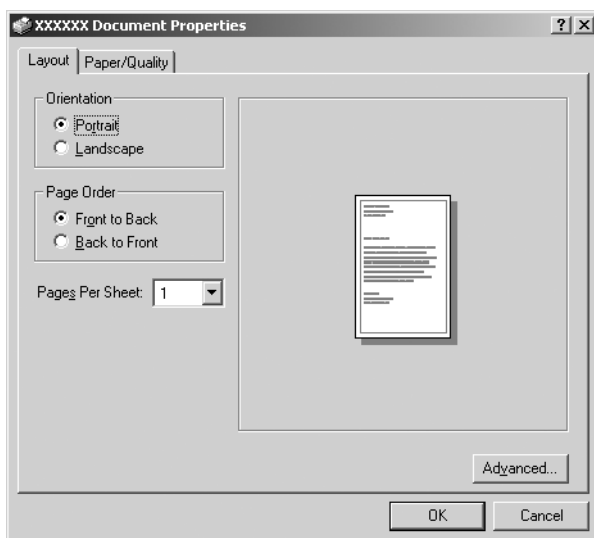 XXXXXX Document Properties
Layout
Paper/Quality
Orientation
Portrait
Landscape
Page Order
Front to Back
Back to Front
Pages Per Sheet: 1
Advanced...
OK
Cancel